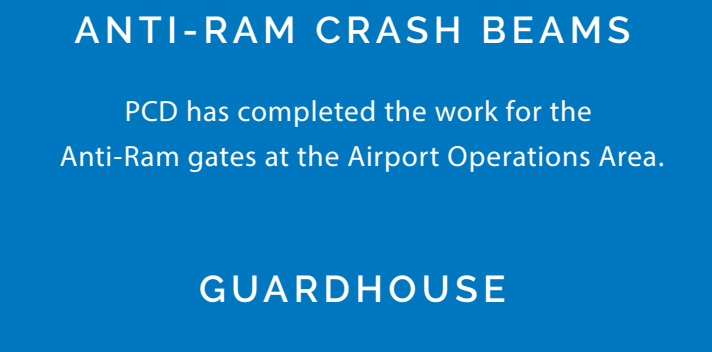 ANTI-RAM CRASH BEAMS
PCD has completed the work for the
Anti-Ram gates at the Airport Operations Area.
GUARDHOUSE